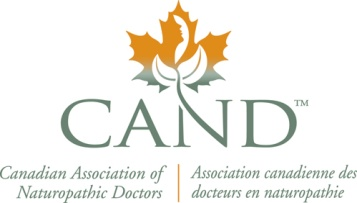 CAND™
Canadian Association of
Naturopathic Doctors
Association canadienne des
docteurs en naturopathie